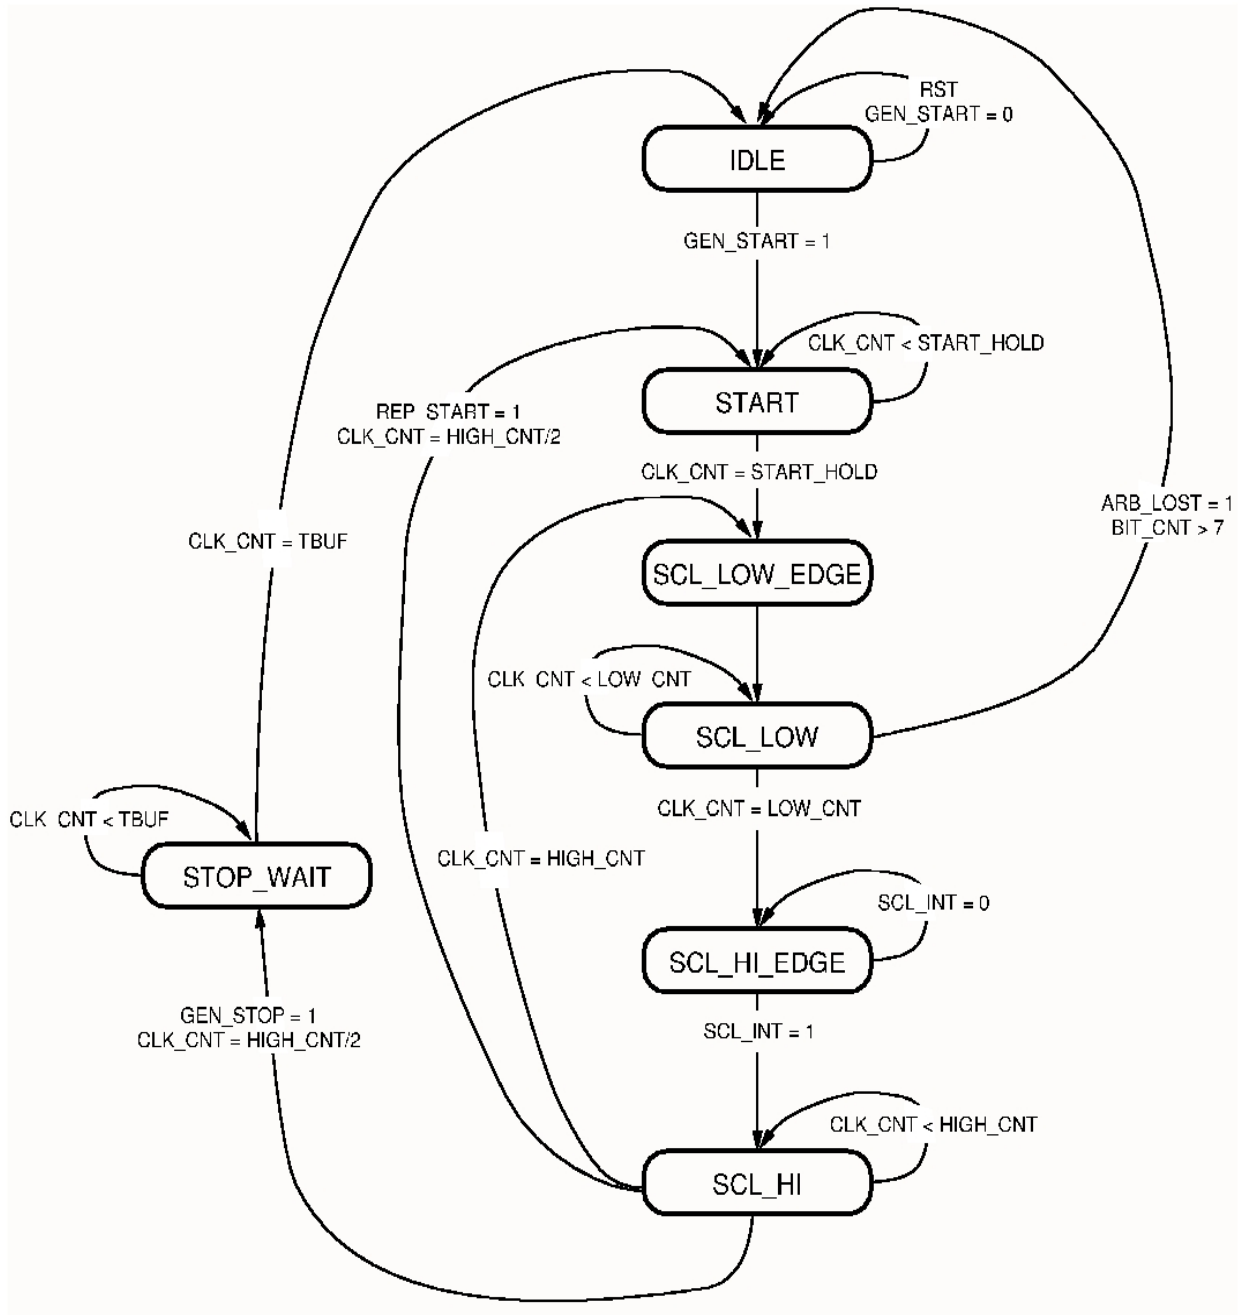 RST
GEN_START = 0
IDLE
GEN_START = 1
CLK_CNT < START_HOLD
START
REP_START = 1
CLK_CNT = HIGH_CNT/2
CLK_CNT = START_HOLD
ARB_LOST = 1
BIT_CNT > 7
CLK_CNT = TBUF
SCL_LOW_EDGE
CLK_CNT < LOW_CNT
SCL_LOW
CLK_CNT = LOW_CNT
CLK_CNT < TBUF
CLK_CNT = HIGH_CNT
STOP_WAIT
SCL_INT = 0
SCL_HI_EDGE
GEN_STOP = 1
CLK_CNT = HIGH_CNT/2
SCL_INT = 1
CLK_CNT < HIGH_CNT
SCL_HI